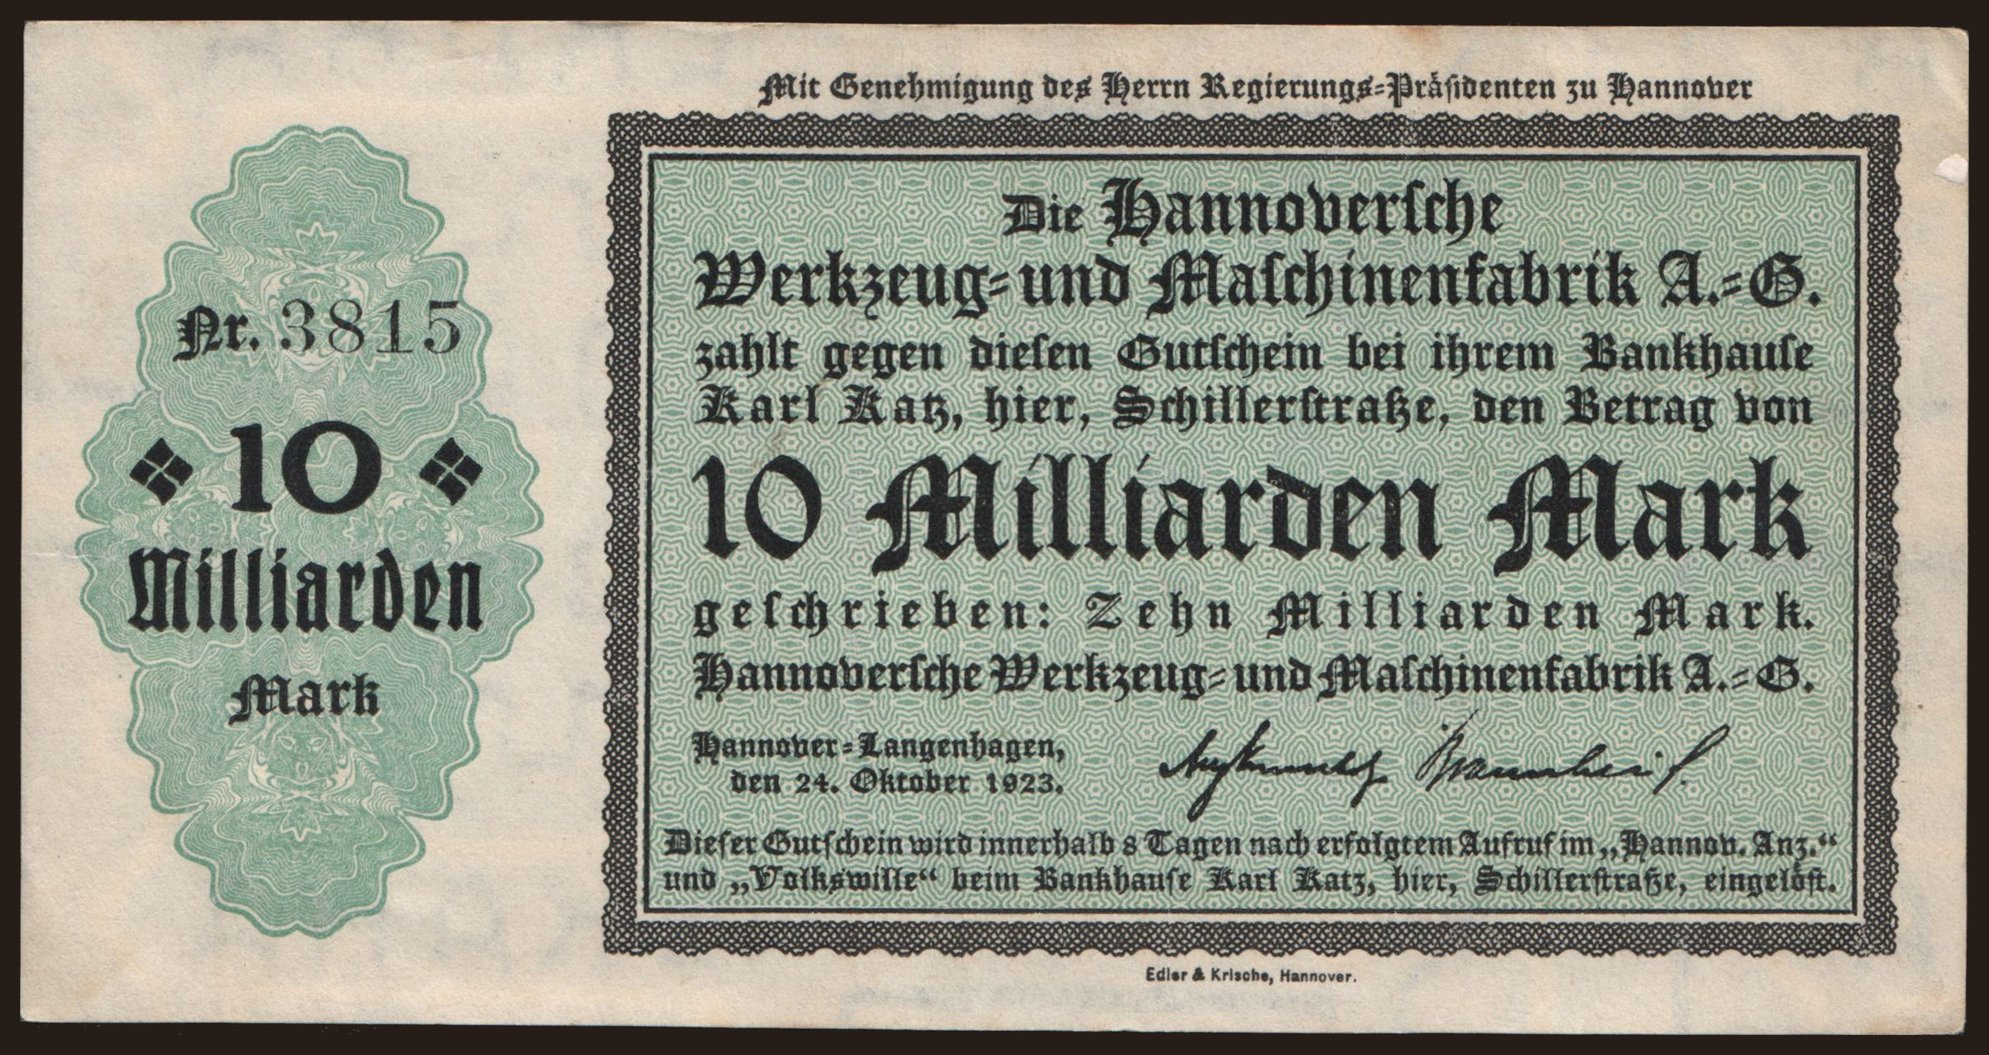 Mit Genehmigung des Herrn Regierungs=Präsidenten zu Hannover
Nr. 3815
10
Milliarden
Mark
Die Hannoversche
Werkzeug= und Maschinenfabrik A.=G.
zahlt gegen diesen Gutschein bei ihrem Bankhause
Karl Katz, hier, Schillerstraße, den Betrag von
10 Milliarden Mark
geschrieben: Zehn Milliarden Mark.
Hannoversche Werkzeug= und Maschinenfabrik A.=G.
Hannover=Langenhagen,
den 24. Oktober 1923.
Dieser Gutschein wird innerhalb 8 Tagen nach erfolgtem Aufruf im „Hannov. Anz.“
und „Volkswille“ beim Bankhause Karl Katz, hier, Schillerstraße, eingelöst.
Edler & Krische, Hannover.